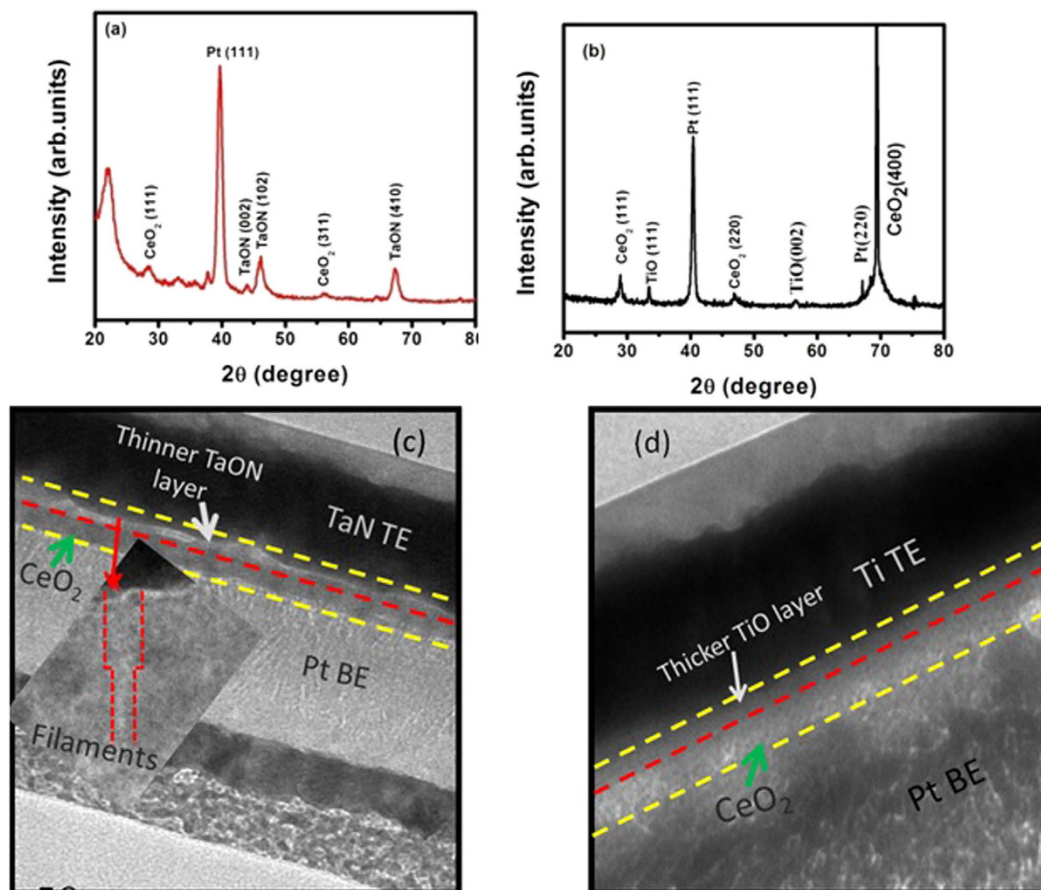 (a)
Pt (111)
CeO₂ (111)
TaON (002)
TaON (102)
CeO₂ (311)
TaON (410)
Intensity (arb.units)
20 30 40 50 60 70 80
2θ (degree)
(b)
Pt (111)
CeO₂ (111)
TiO (111)
CeO₂ (220)
TiO(002)
Pt(220)
CeO₂(400)
Intensity (arb.units)
20 30 40 50 60 70 80
2θ (degree)
(c)
Thinner TaON
layer
TaN TE
CeO₂
Pt BE
Filaments
(d)
Ti TE
Thicker TiO layer
CeO₂
Pt BE